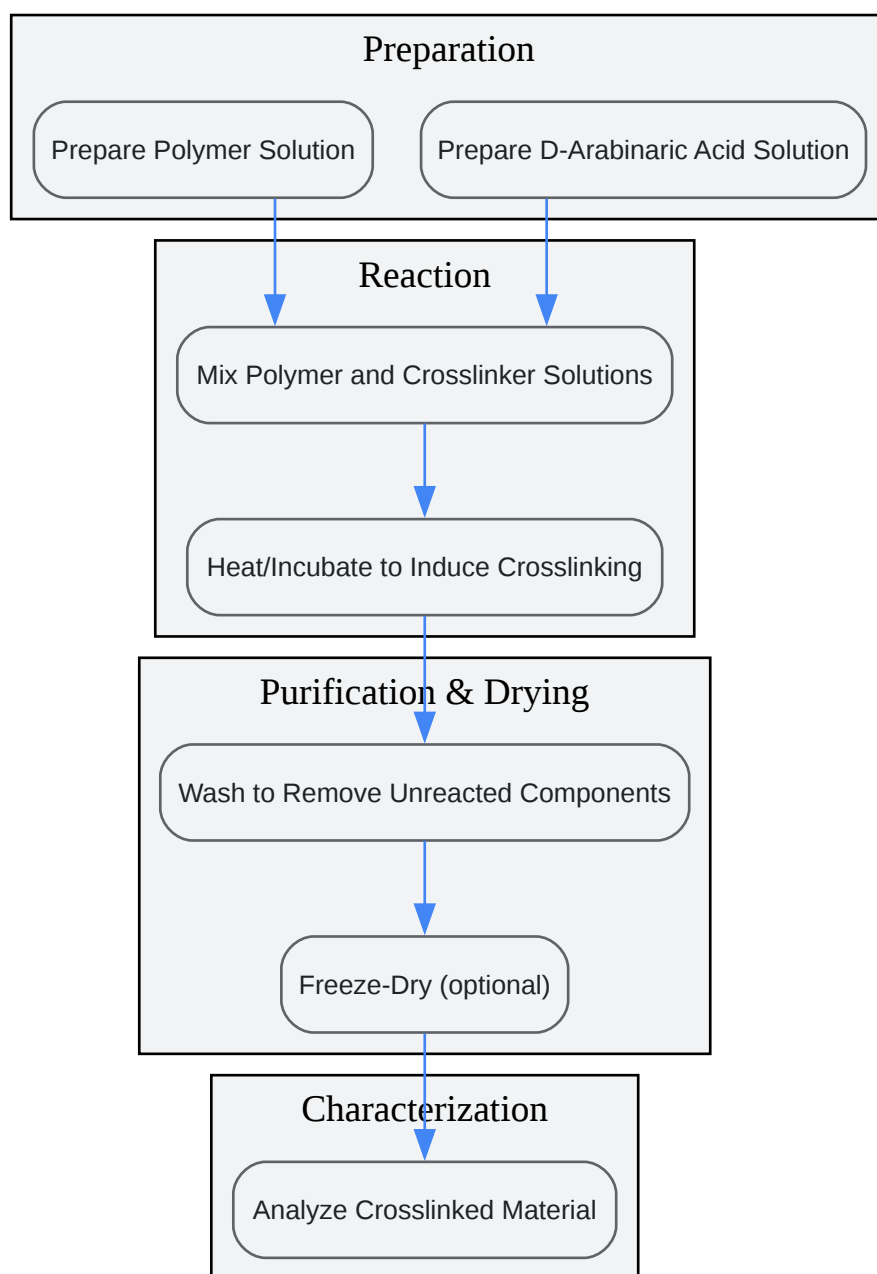 Preparation
Prepare Polymer Solution
Prepare D-Arabinaric Acid Solution
Reaction
Mix Polymer and Crosslinker Solutions
Heat/Incubate to Induce Crosslinking
Purification & Drying
Wash to Remove Unreacted Components
Freeze-Dry (optional)
Characterization
Analyze Crosslinked Material